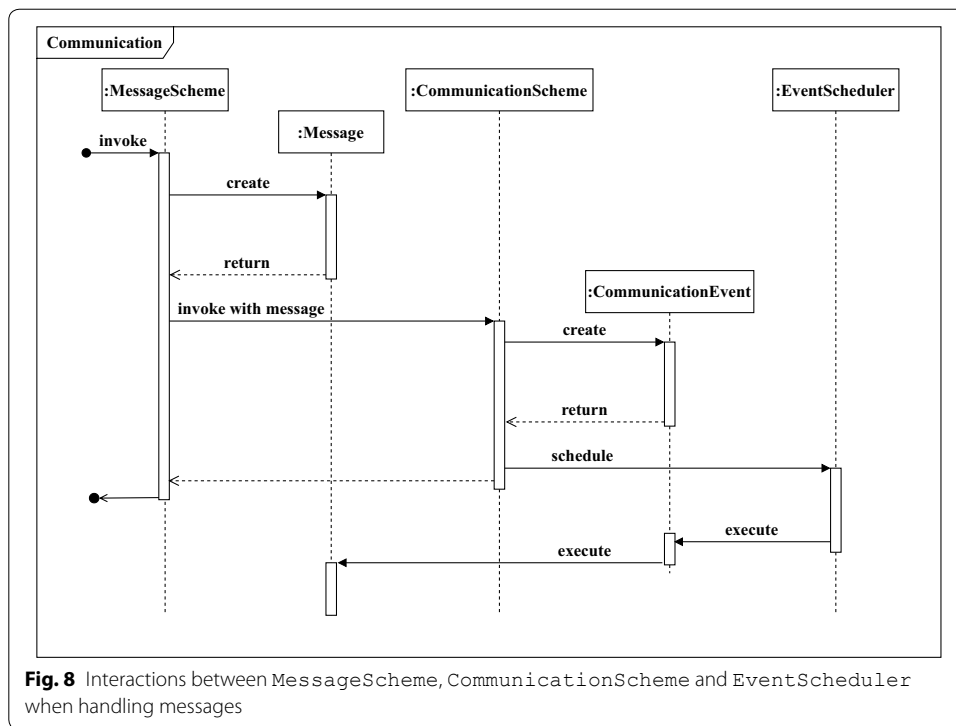 Communication
:MessageScheme
:CommunicationScheme
:EventScheduler
:Message
invoke
create
return
:CommunicationEvent
invoke with message
create
return
schedule
execute
execute
Fig. 8 Interactions between MessageScheme, CommunicationScheme and EventScheduler
when handling messages